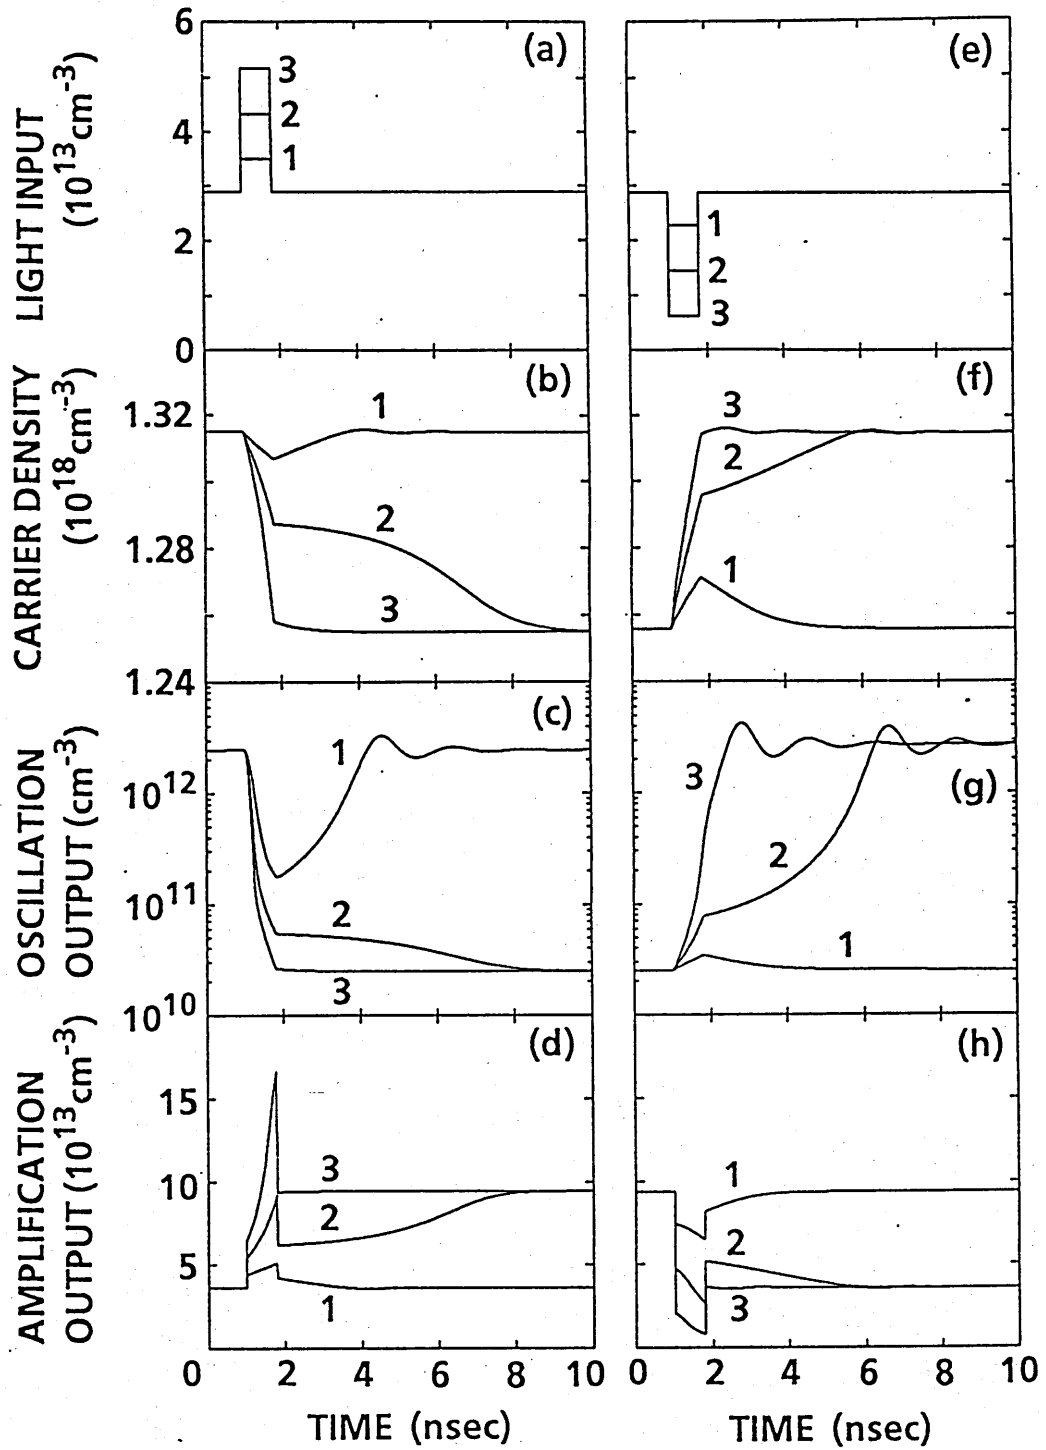 LIGHT INPUT
(10^13 cm^-3)
6
4
2
0
(a)
3
2
1
(e)
1
2
3
CARRIER DENSITY
(10^18 cm^-3)
1.32
1.28
1.24
(b)
1
2
3
(f)
3
2
1
OSCILLATION
OUTPUT (cm^-3)
10^12
10^11
10^10
(c)
1
2
3
(g)
3
2
1
AMPLIFICATION
OUTPUT (10^13 cm^-3)
15
10
5
0
(d)
3
2
1
(h)
1
2
3
0 2 4 6 8 10
TIME (nsec)
2 4 6 8 10
TIME (nsec)